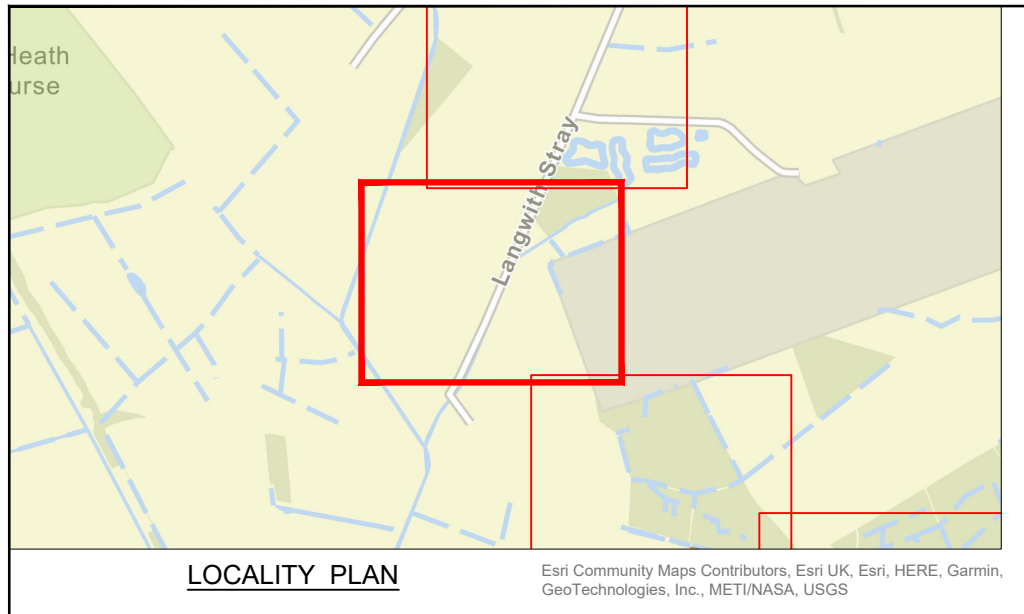 Heath
urse
Langwith Stray
LOCALITY PLAN
Esri Community Maps Contributors, Esri UK, Esri, HERE, Garmin,
GeoTechnologies, Inc., METI/NASA, USGS